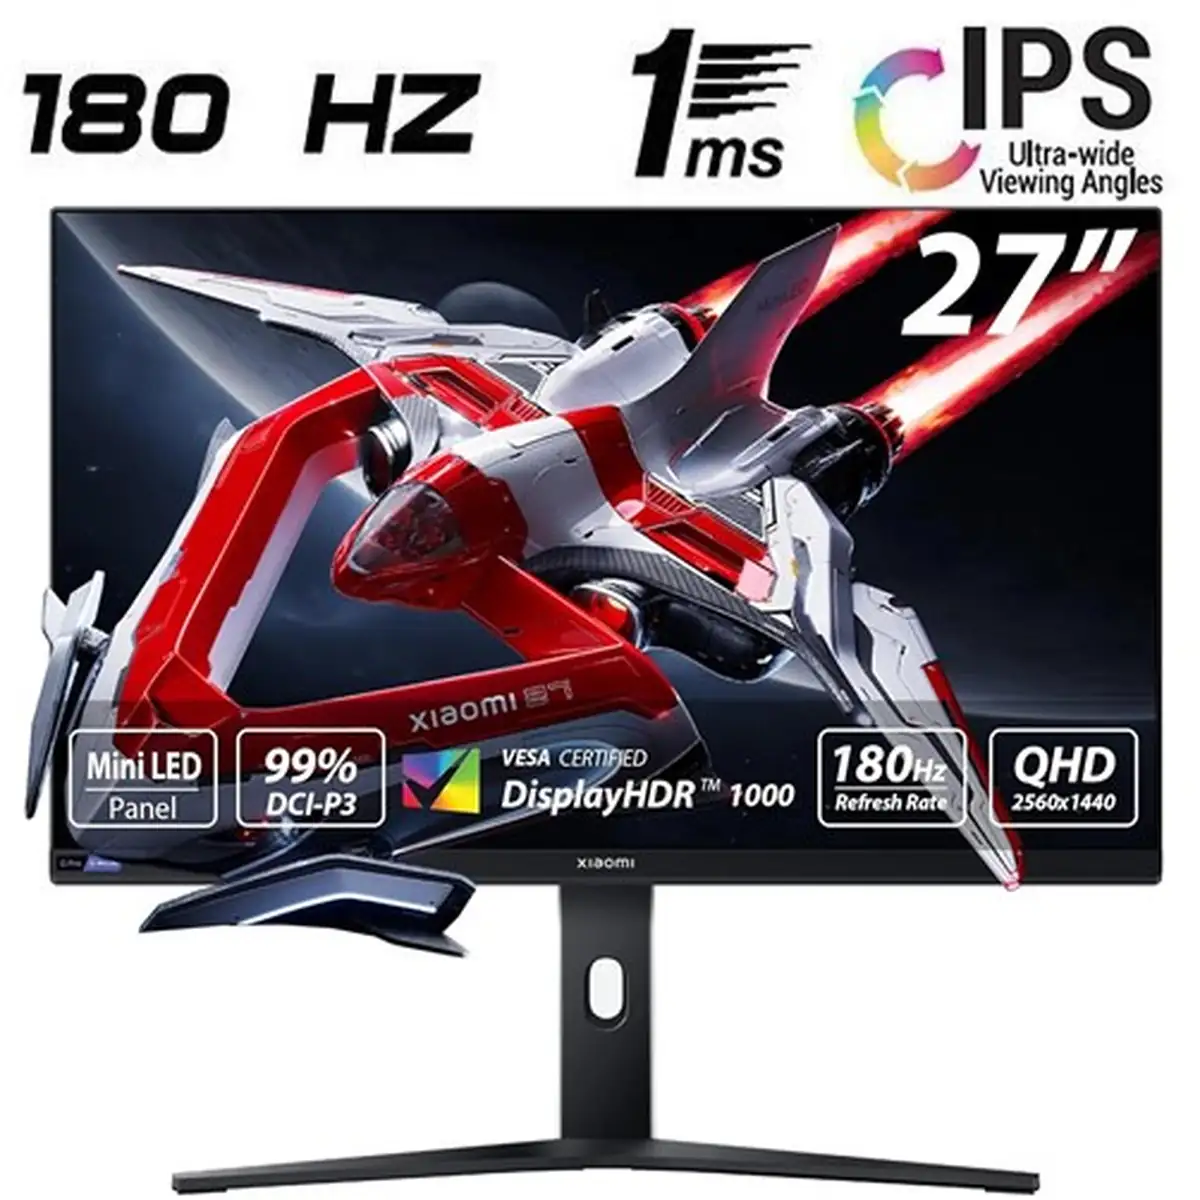 180 HZ
1ms
IPS
Ultra-wide
Viewing Angles
27"
xiaomi 27
Mini LED
Panel
99%
DCI-P3
VESA CERTIFIED
DisplayHDR™ 1000
180Hz
Refresh Rate
QHD
2560x1440
xiaomi